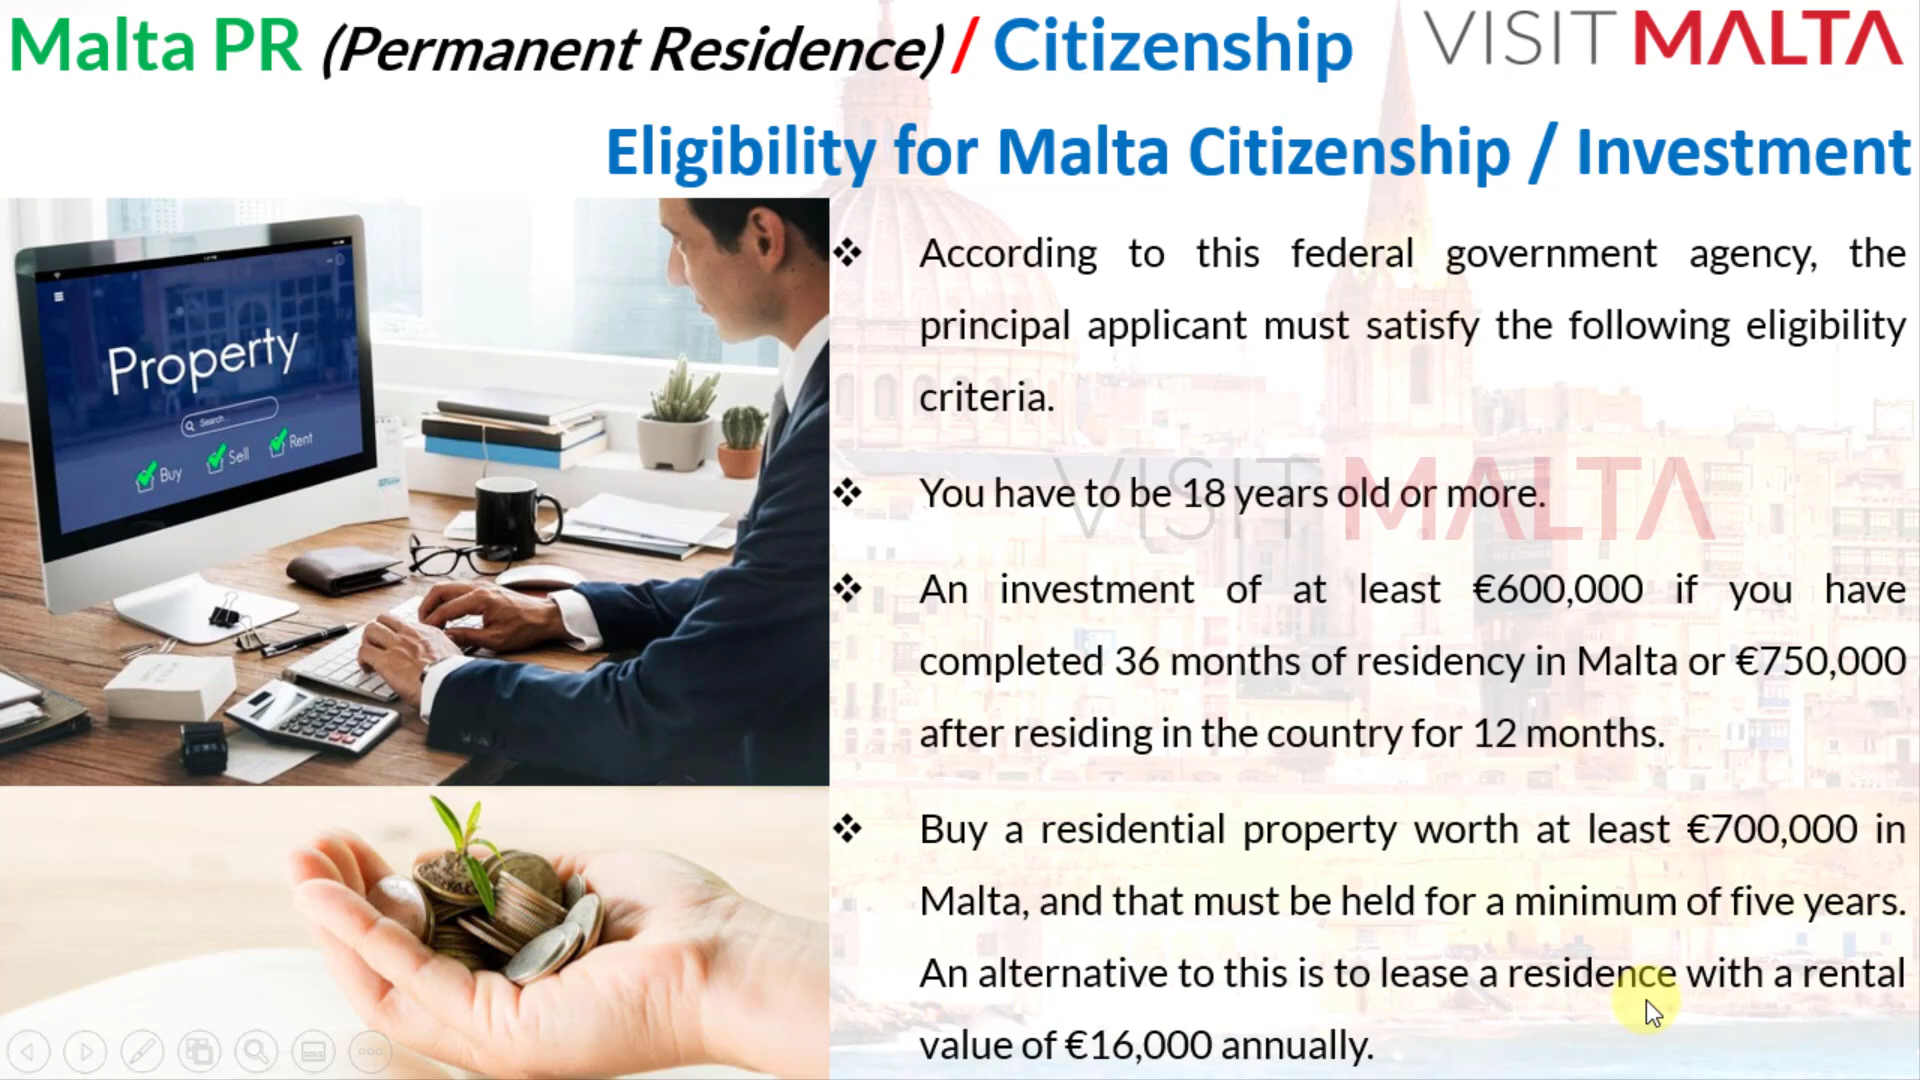 Malta PR (Permanent Residence) / Citizenship
VISIT MALTA
Eligibility for Malta Citizenship / Investment
Property
Search...
Buy
Sell
Rent
❖ According to this federal government agency, the
principal applicant must satisfy the following eligibility
criteria.
VISIT MALTA
❖ You have to be 18 years old or more.
❖ An investment of at least €600,000 if you have
completed 36 months of residency in Malta or €750,000
after residing in the country for 12 months.
❖ Buy a residential property worth at least €700,000 in
Malta, and that must be held for a minimum of five years.
An alternative to this is to lease a residence with a rental
value of €16,000 annually.